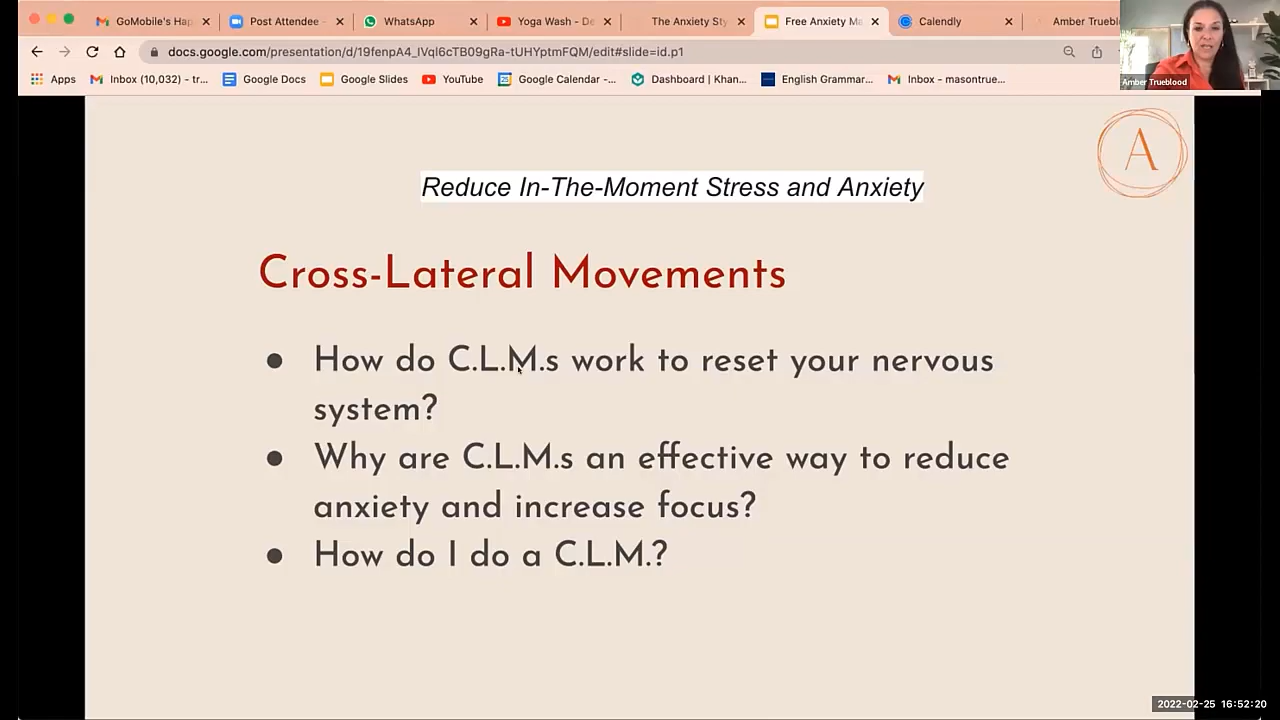 GoMobile's Hap
Post Attendee -
WhatsApp
Yoga Wash - De
The Anxiety Sty
Free Anxiety Ma
Calendly
Amber Trueblo
docs.google.com/presentation/d/19fenpA4_IVqI6cTB09gRa-tUHYptmFQM/edit#slide=id.p1
Apps
Inbox (10,032) - tr...
Google Docs
Google Slides
YouTube
Google Calendar -...
Dashboard | Khan...
English Grammar...
Inbox - masontrue...
Amber Trueblood
A
Reduce In-The-Moment Stress and Anxiety
Cross-Lateral Movements
● How do C.L.M.s work to reset your nervous
system?
● Why are C.L.M.s an effective way to reduce
anxiety and increase focus?
● How do I do a C.L.M.?
2022-02-25 16:52:20